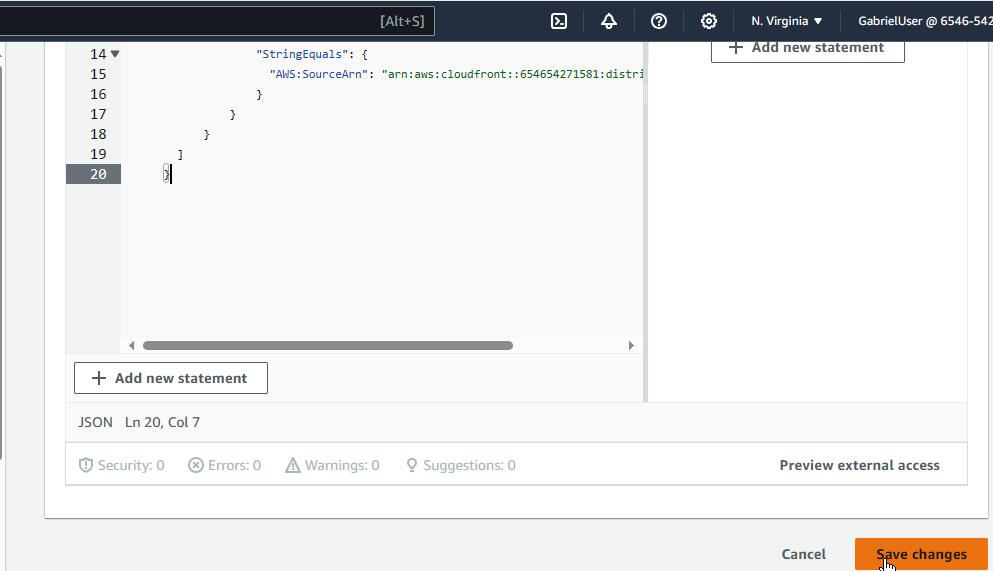 [Alt+S] N. Virginia GabrielUser @ 6546-542
14 "StringEquals": { Add new statement
15 "AWS:SourceArn": "arn:aws:cloudfront::654654271581:distri
16 }
17 }
18 }
19 ]
20 }
Add new statement
JSON Ln 20, Col 7
Security: 0 Errors: 0 Warnings: 0 Suggestions: 0 Preview external access
Cancel Save changes